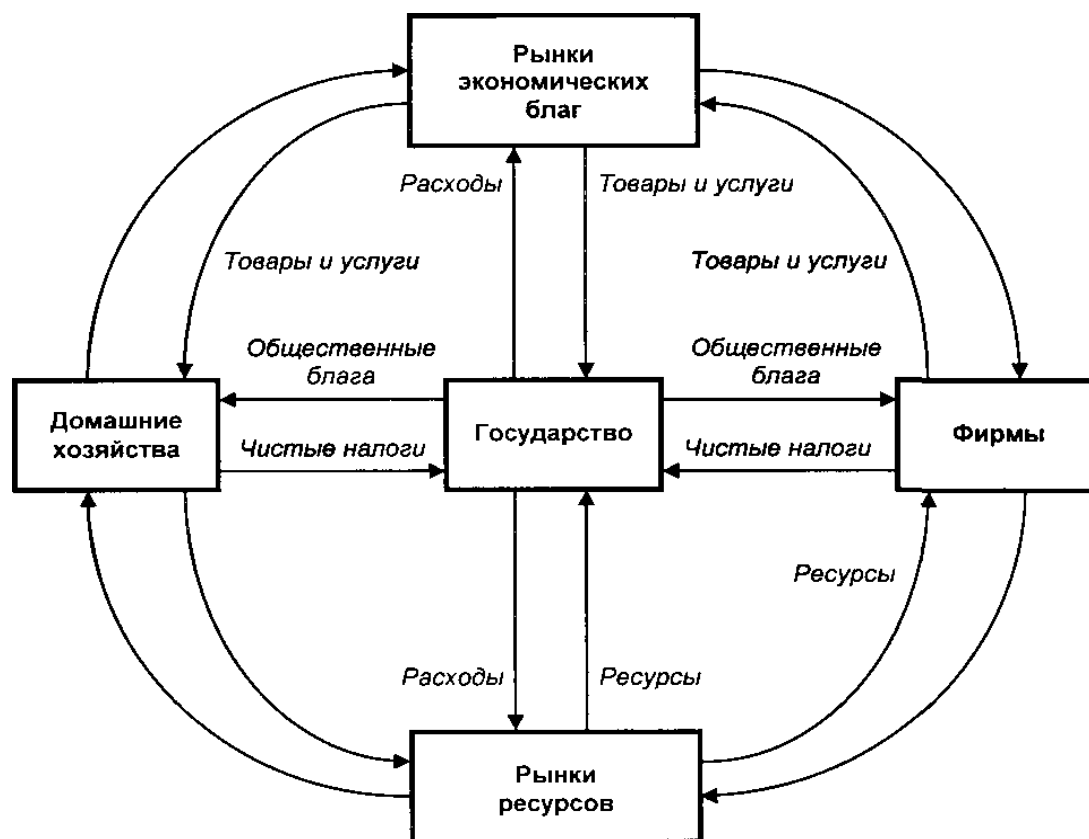 Рынки
экономических
благ
Расходы
Товары и услуги
Товары и услуги
Товары и услуги
Общественные
блага
Общественные
блага
Домашние
хозяйства
Государство
Фирмы
Чистые налоги
Чистые налоги
Ресурсы
Расходы
Ресурсы
Рынки
ресурсов